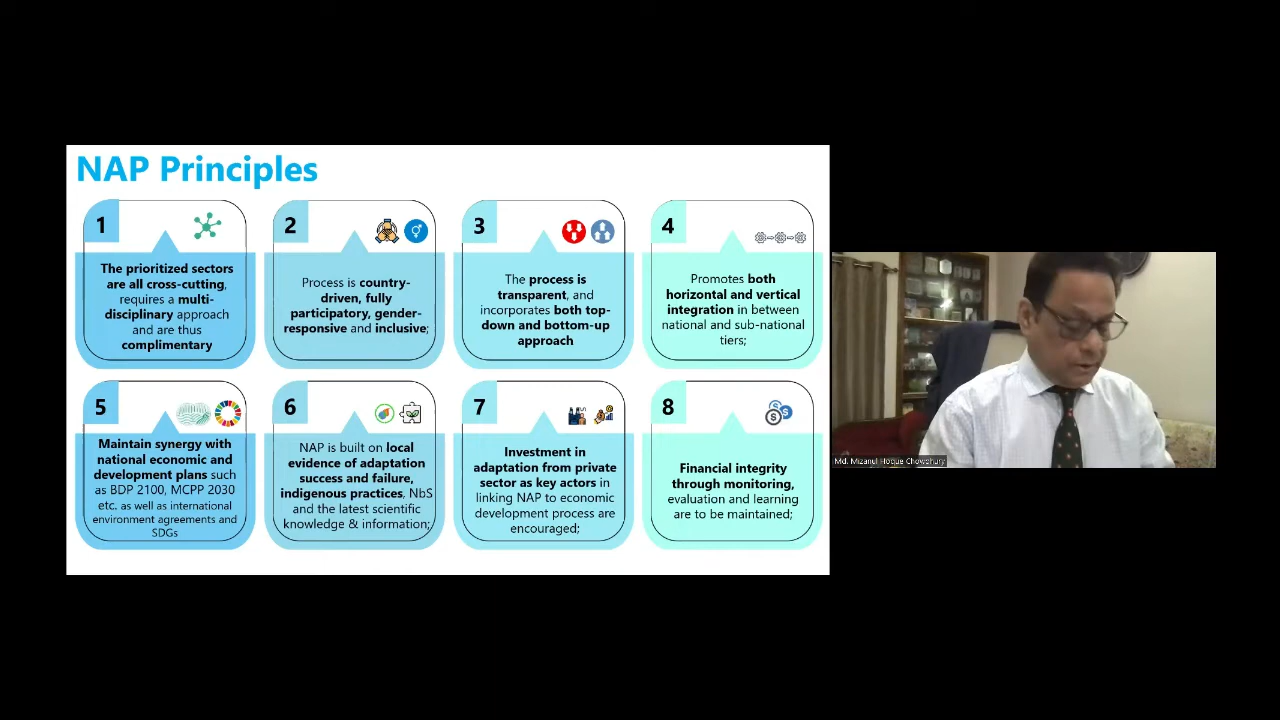 NAP Principles
1
The prioritized sectors
are all cross-cutting,
requires a multi-
disciplinary approach
and are thus
complimentary
2
Process is country-
driven, fully
participatory, gender-
responsive and inclusive;
3
The process is
transparent, and
incorporates both top-
down and bottom-up
approach
4
Promotes both
horizontal and vertical
integration in between
national and sub-national
tiers;
5
Maintain synergy with
national economic and
development plans such
as BDP 2100, MCPP 2030
etc. as well as international
environment agreements and
SDGs
6
NAP is built on local
evidence of adaptation
success and failure,
indigenous practices, NbS
and the latest scientific
knowledge & information;
7
Investment in
adaptation from private
sector as key actors in
linking NAP to economic
development process are
encouraged;
8
Financial integrity
through monitoring,
evaluation and learning
are to be maintained;
Md. Mizanul Hoque Chowdhury